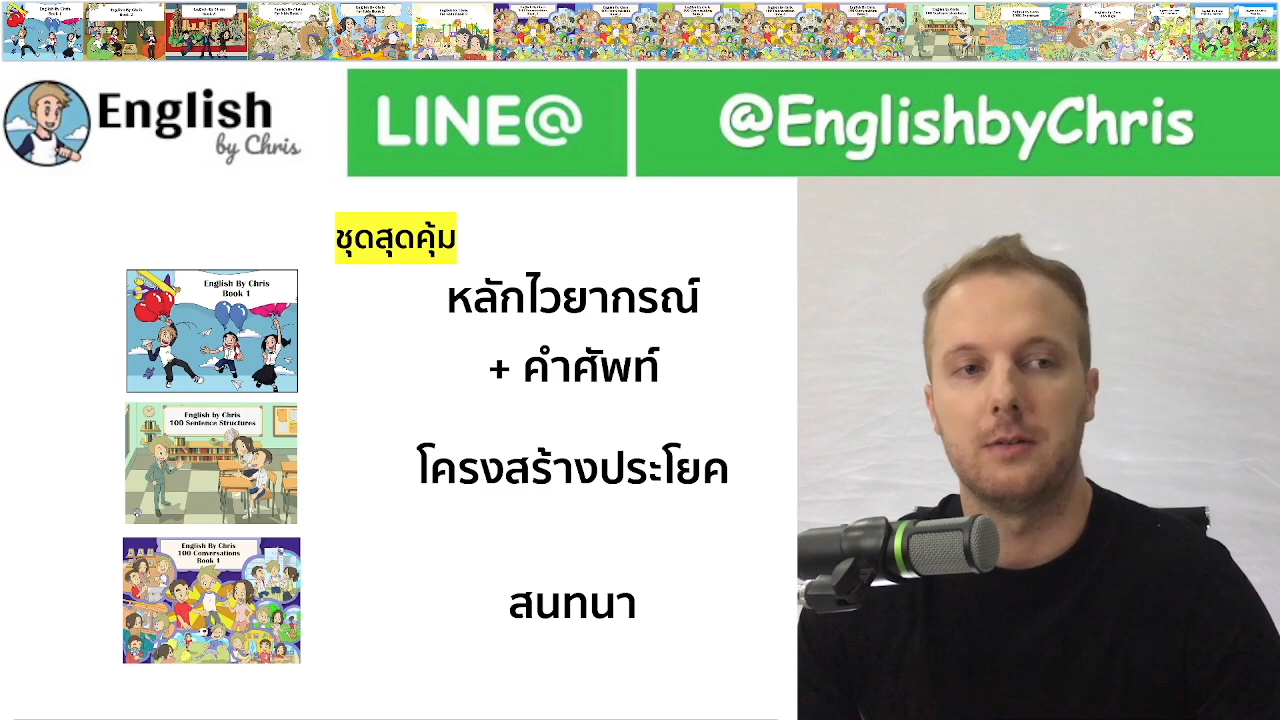 English
by Chris
LINE@
@EnglishbyChris
ชุดสุดคุ้ม
English By Chris
Book 1
หลักไวยากรณ์
+ คำศัพท์
English by Chris
100 Sentence Structures
โครงสร้างประโยค
English By Chris
100 Conversations
Book 1
สนทนา